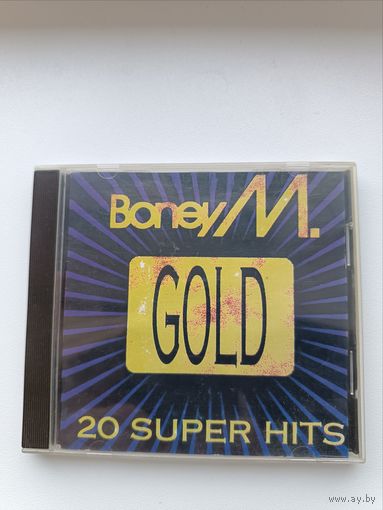 Boney M.
GOLD
20 SUPER HITS
www.ay.by